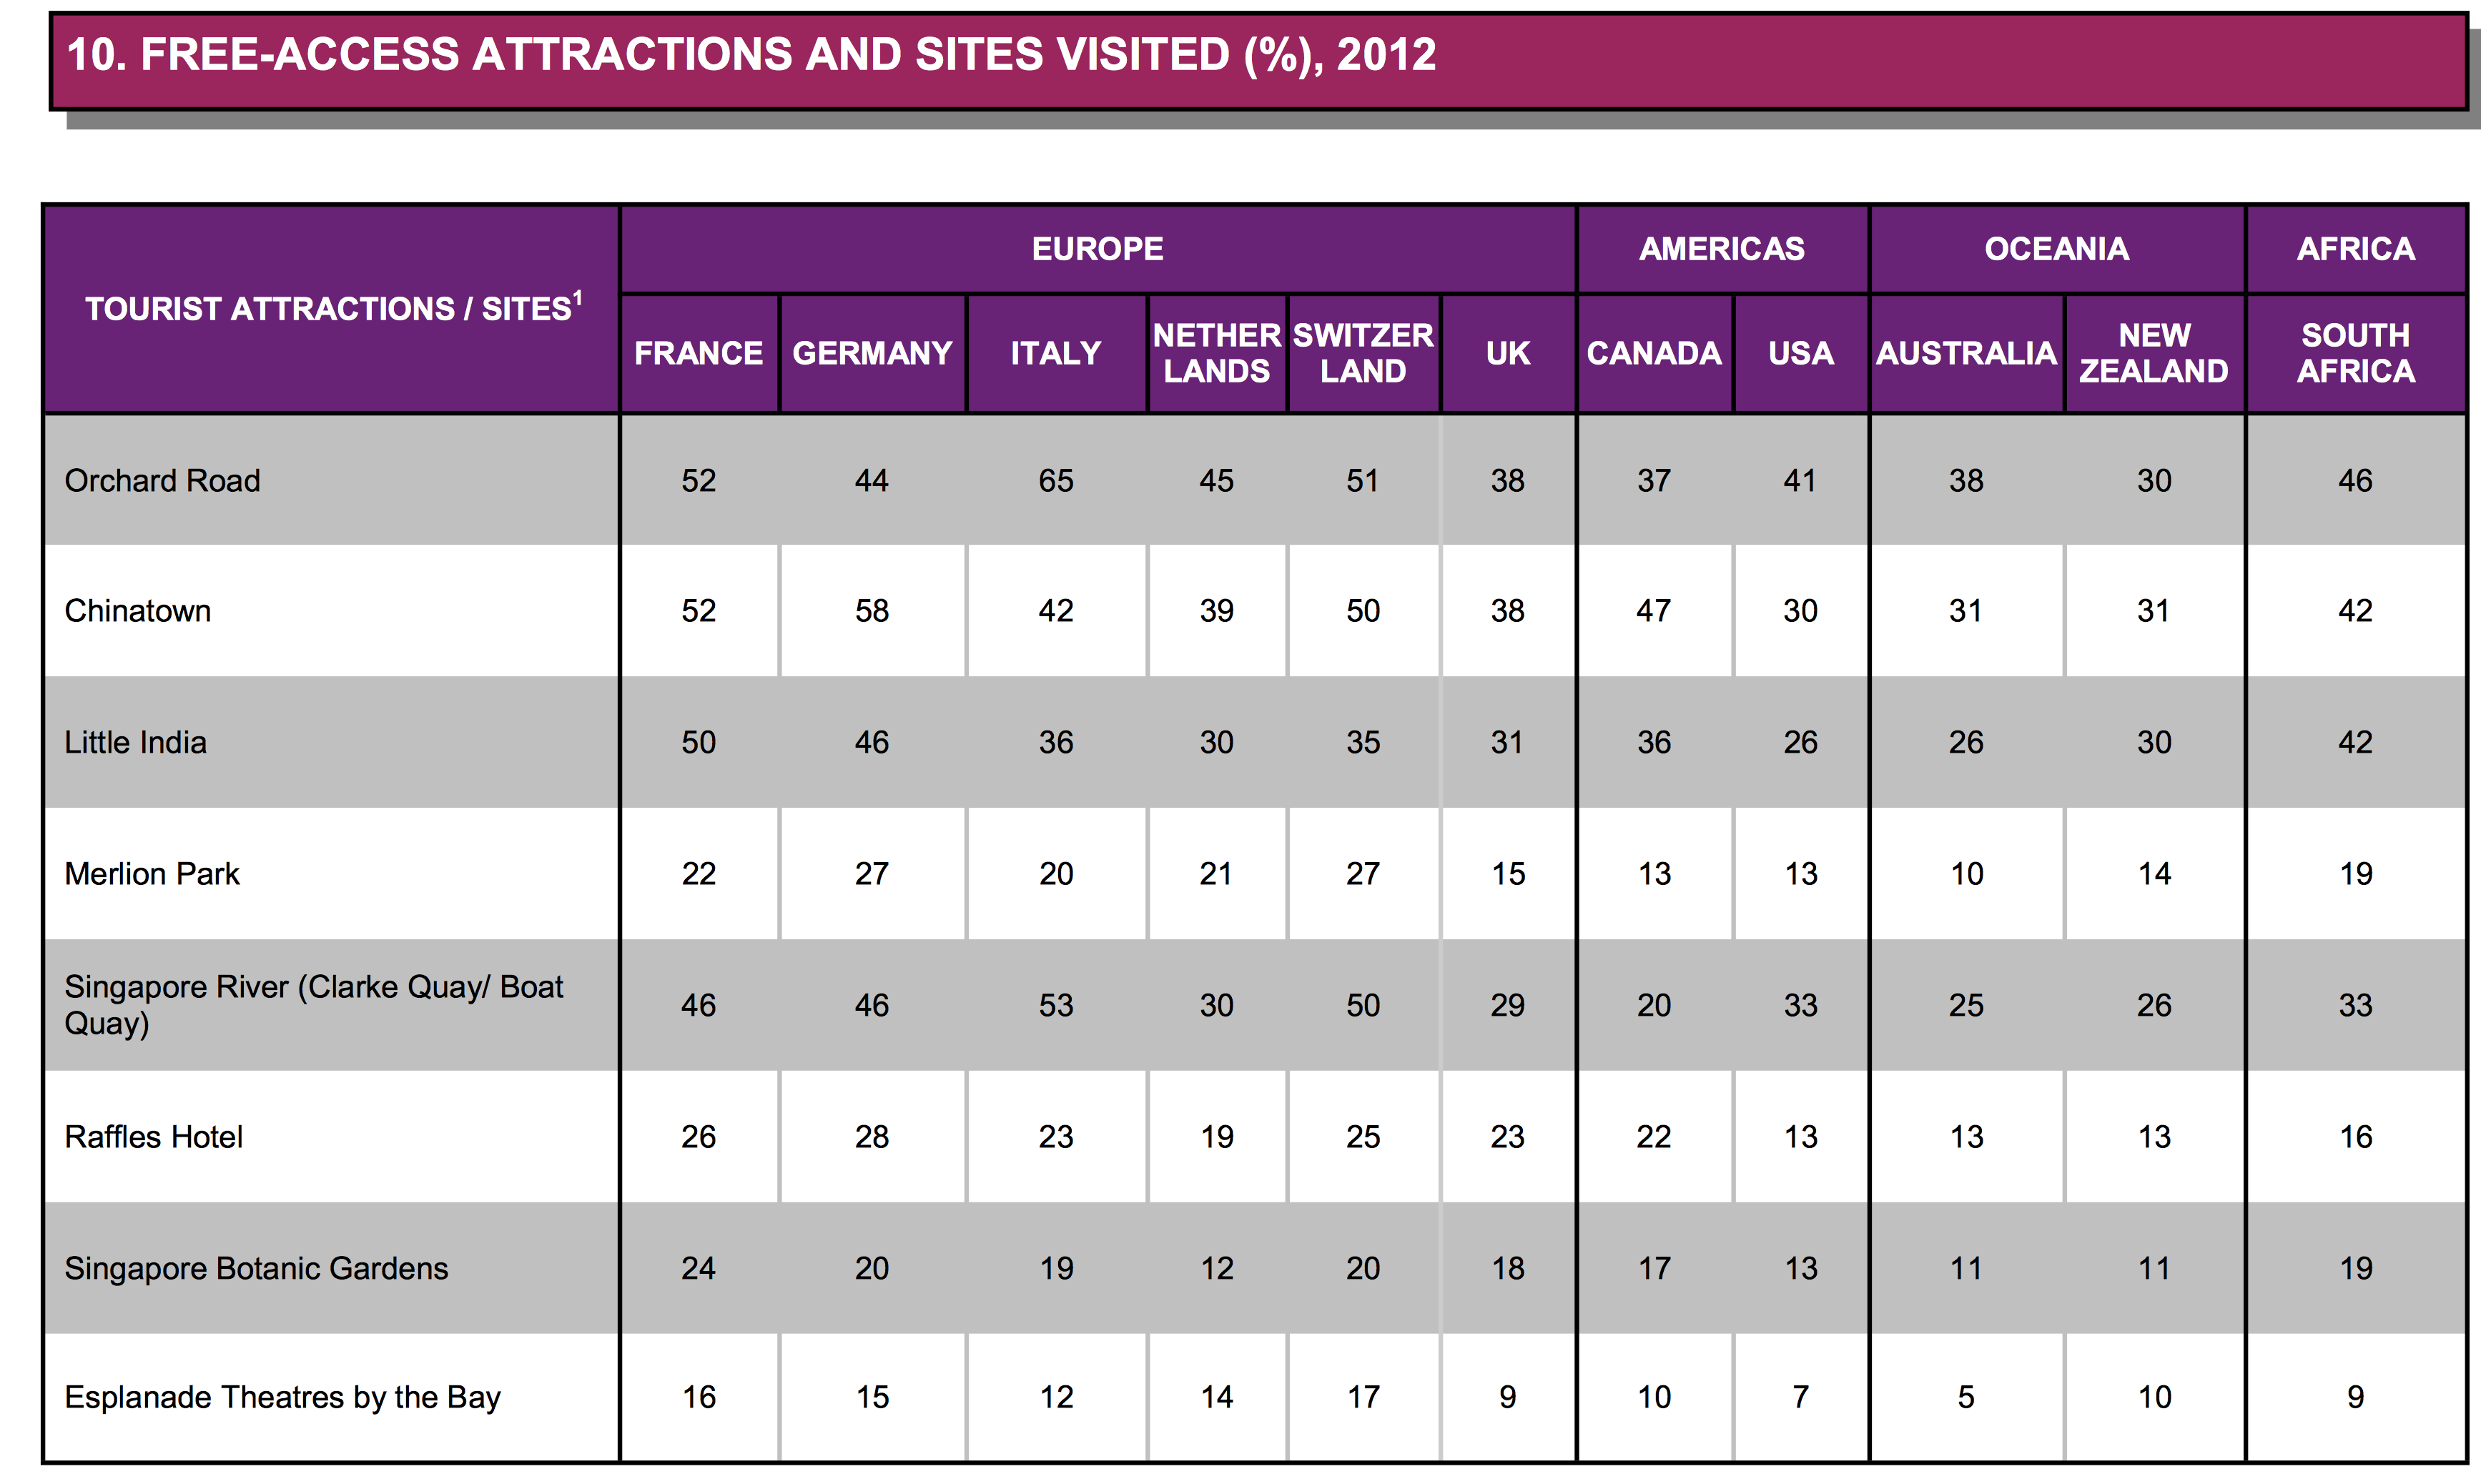 10. FREE-ACCESS ATTRACTIONS AND SITES VISITED (%), 2012
TOURIST ATTRACTIONS / SITES1 EUROPE AMERICAS OCEANIA AFRICA
FRANCE GERMANY ITALY NETHER LANDS SWITZER LAND UK CANADA USA AUSTRALIA NEW ZEALAND SOUTH AFRICA
Orchard Road 52 44 65 45 51 38 37 41 38 30 46
Chinatown 52 58 42 39 50 38 47 30 31 31 42
Little India 50 46 36 30 35 31 36 26 26 30 42
Merlion Park 22 27 20 21 27 15 13 13 10 14 19
Singapore River (Clarke Quay/ Boat
Quay) 46 46 53 30 50 29 20 33 25 26 33
Raffles Hotel 26 28 23 19 25 23 22 13 13 13 16
Singapore Botanic Gardens 24 20 19 12 20 18 17 13 11 11 19
Esplanade Theatres by the Bay 16 15 12 14 17 9 10 7 5 10 9